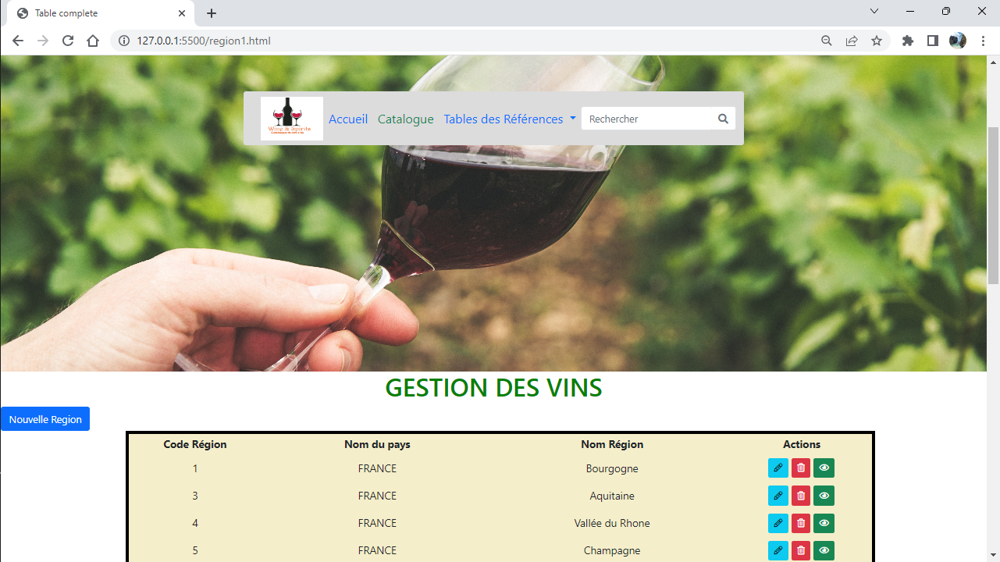 Table complete
127.0.0.1:5500/region1.html
Wine & Spirits
Accueil Catalogue Tables des Références Rechercher
GESTION DES VINS
Nouvelle Region
Code Région Nom du pays Nom Région Actions
1 FRANCE Bourgogne
3 FRANCE Aquitaine
4 FRANCE Vallée du Rhone
5 FRANCE Champagne